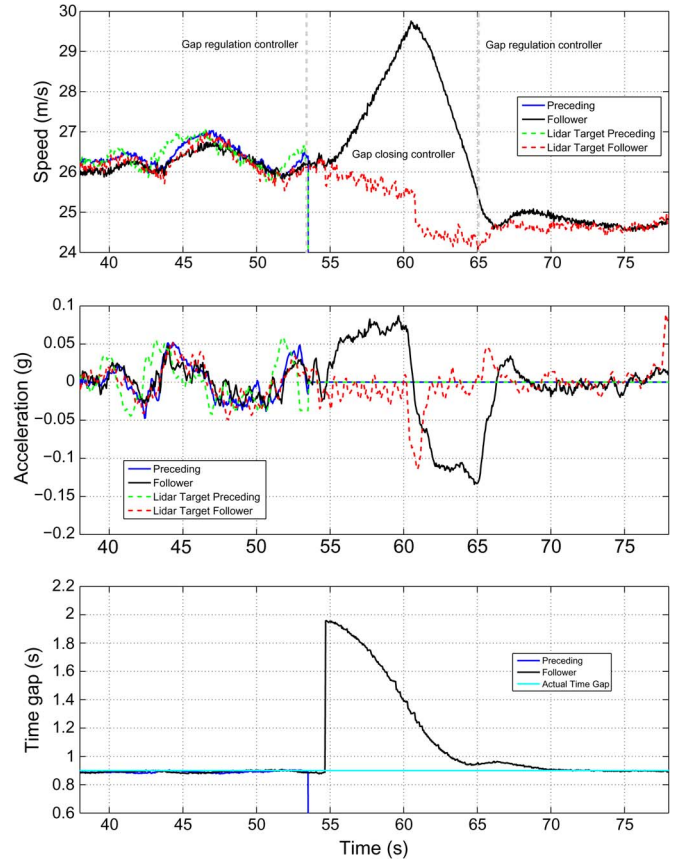 30
29
28
27
26
25
24
Speed (m/s)
Gap regulation controller
Gap regulation controller
Gap closing controller
Preceding
Follower
Lidar Target Preceding
Lidar Target Follower
40 45 50 55 60 65 70 75
0.1
0.05
0
−0.05
−0.1
−0.15
−0.2
Acceleration (g)
Preceding
Follower
Lidar Target Preceding
Lidar Target Follower
40 45 50 55 60 65 70 75
2.2
2
1.8
1.6
1.4
1.2
1
0.8
0.6
Time gap (s)
Preceding
Follower
Actual Time Gap
40 45 50 55 60 65 70 75
Time (s)